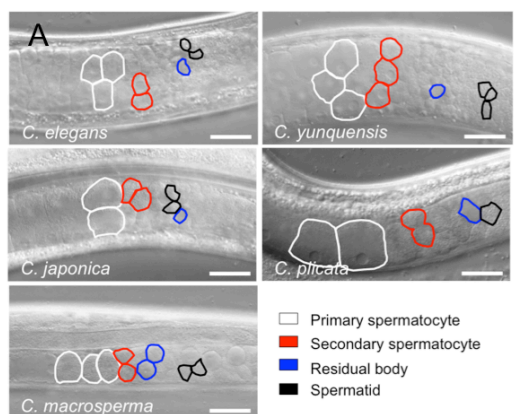 A
C. elegans
C. yunquensis
C. japonica
C. plicata
C. macrosperma
Primary spermatocyte
Secondary spermatocyte
Residual body
Spermatid